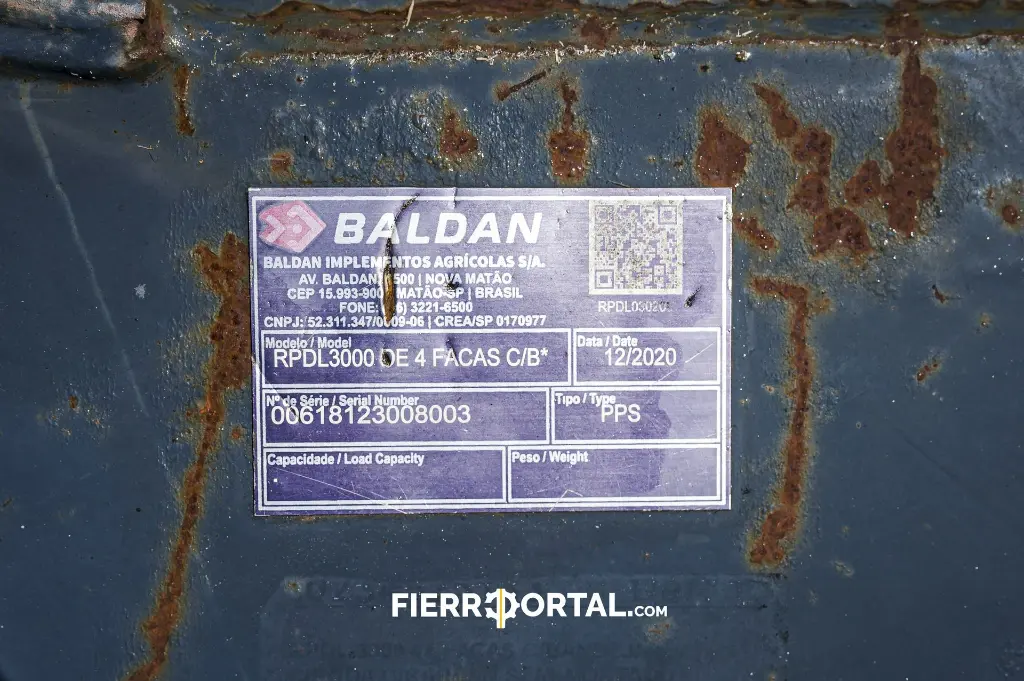 BALDAN
BALDAN IMPLEMENTOS AGRÍCOLAS S/A.
AV. BALDAN, 1500 | NOVA MATÃO
CEP 15.993-900 MATÃO-SP | BRASIL
FONE: 3221-6500
CNPJ: 52.311.347/0009-06 | CREA/SP 0170977
Modelo / Model
RPDL3000 DE 4 FACAS C/B*
Data / Date
12/2020
Nº de Série / Serial Number
00618123008003
Tipo / Type
PPS
Capacidade / Load Capacity
Peso / Weight
FIERROPORTAL.COM